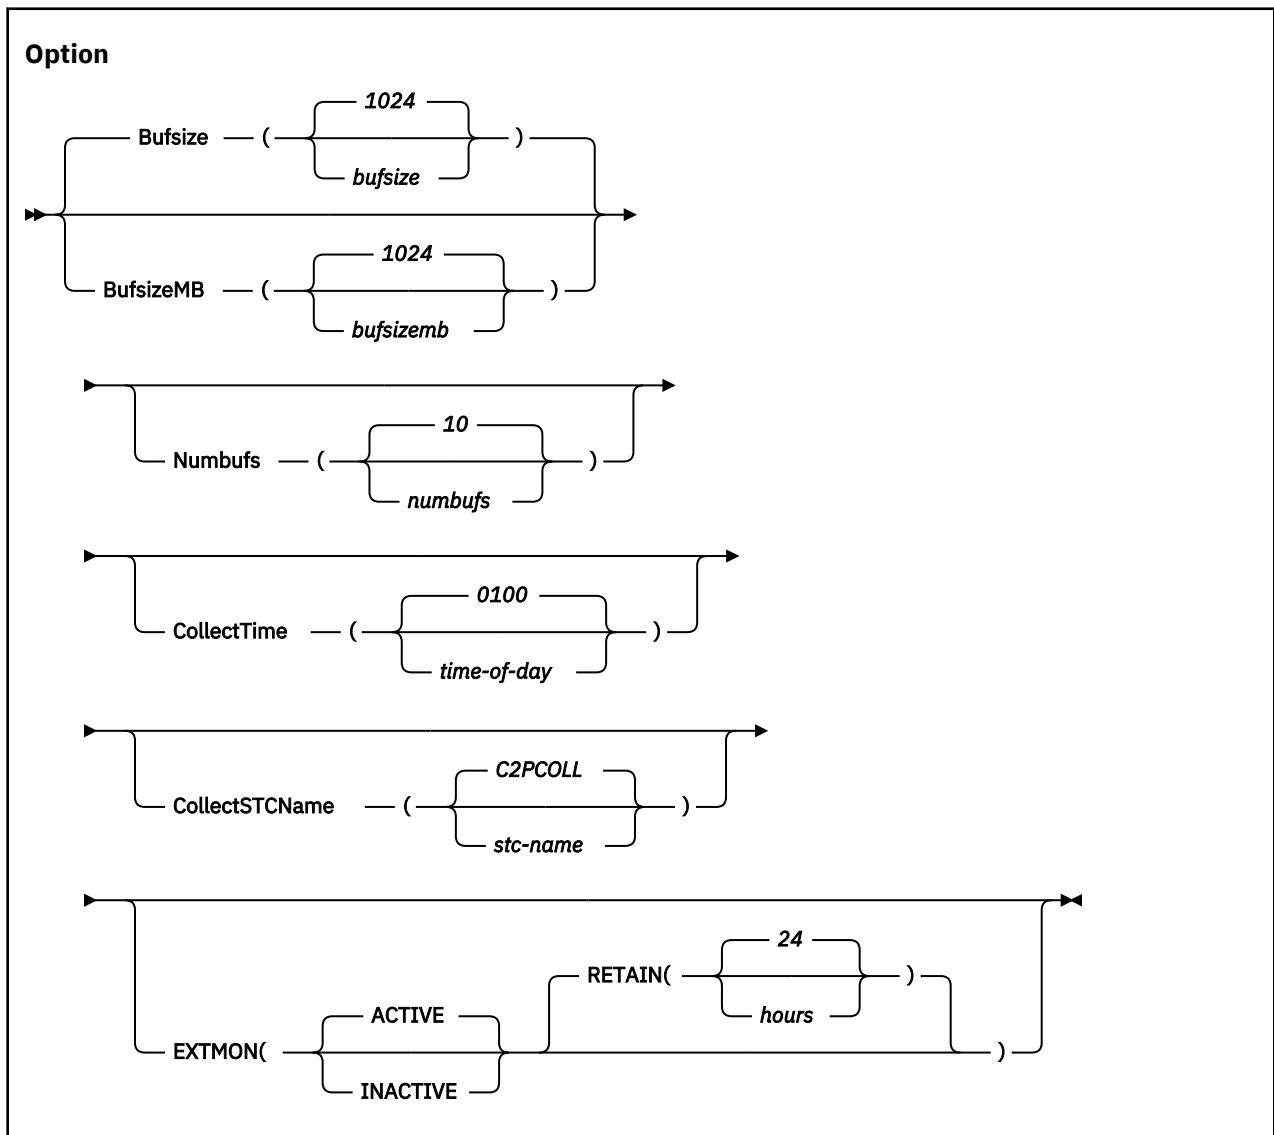 Option
1024
Bufsize ( )
bufsize
1024
BufsizeMB ( )
bufsizemb
10
Numbufs ( )
numbufs
0100
CollectTime ( )
time-of-day
C2PCOLL
CollectSTCName ( )
stc-name
24
RETAIN( )
hours
ACTIVE
EXTMON( )
INACTIVE